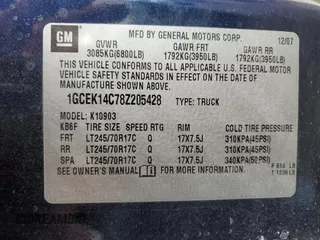 GM
MFD BY GENERAL MOTORS CORP. 12/07
GVWR GAWR FRT GAWR RR
3085KG(6800LB) 1792KG(3950LB) 1792KG(3950LB)
THIS VEHICLE CONFORMS TO ALL APPLICABLE U.S. FEDERAL
MOTOR VEHICLE SAFETY STANDARDS IN EFFECT ON THE DATE OF
MANUFACTURE SHOWN ABOVE.
1GCEK14C78Z205428 TYPE: TRUCK
MODEL: K10903
KB6F TIRE SIZE SPEED RTG RIM COLD TIRE PRESSURE
FRT LT245/70R17C Q 17X7.5J 310KPA(45PSI)
RR LT245/70R17C Q 17X7.5J 310KPA(45PSI)
SPA LT245/70R17C Q 17X7.5J 340KPA(50PSI)
SEE OWNER'S MANUAL FOR MORE INFORMATION.